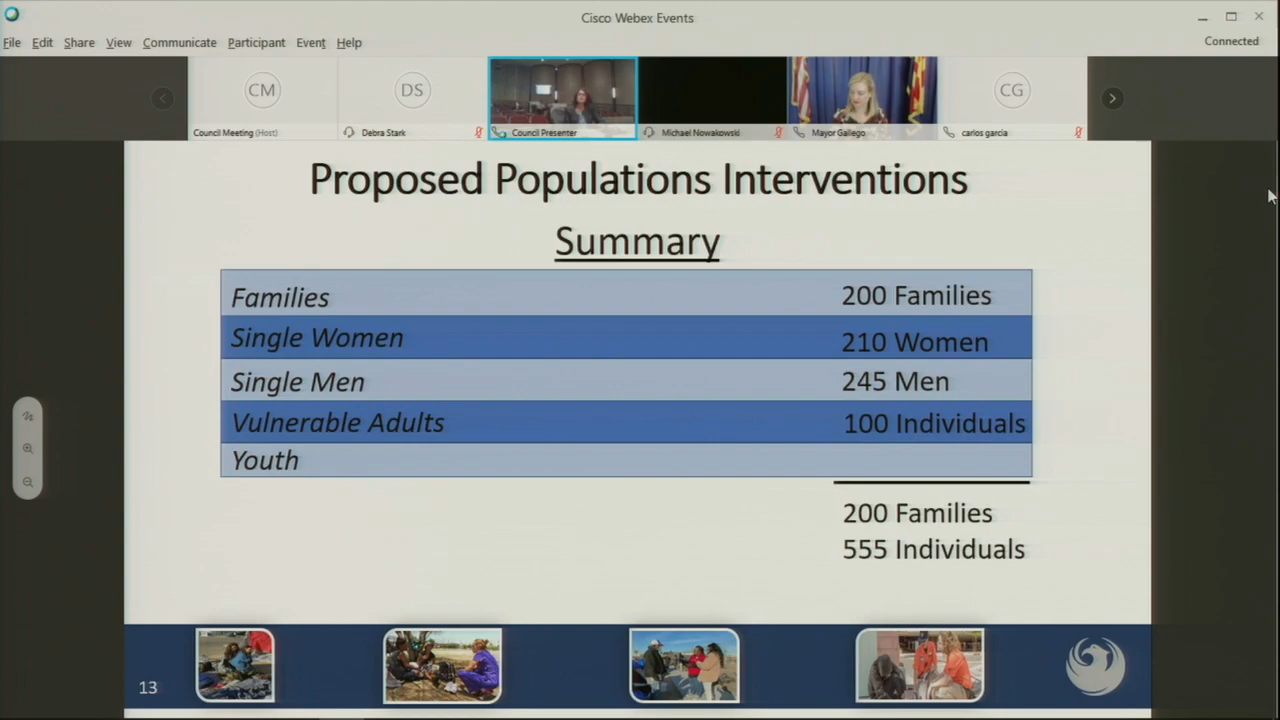 Cisco Webex Events
File Edit Share View Communicate Participant Event Help
Connected
CM
DS
CG
Council Meeting (Host)
Debra Stark
Council Presenter
Michael Nowakowski
Mayor Gallego
carlos garcia
Proposed Populations Interventions
Summary
Families 200 Families
Single Women 210 Women
Single Men 245 Men
Vulnerable Adults 100 Individuals
Youth
200 Families
555 Individuals
13